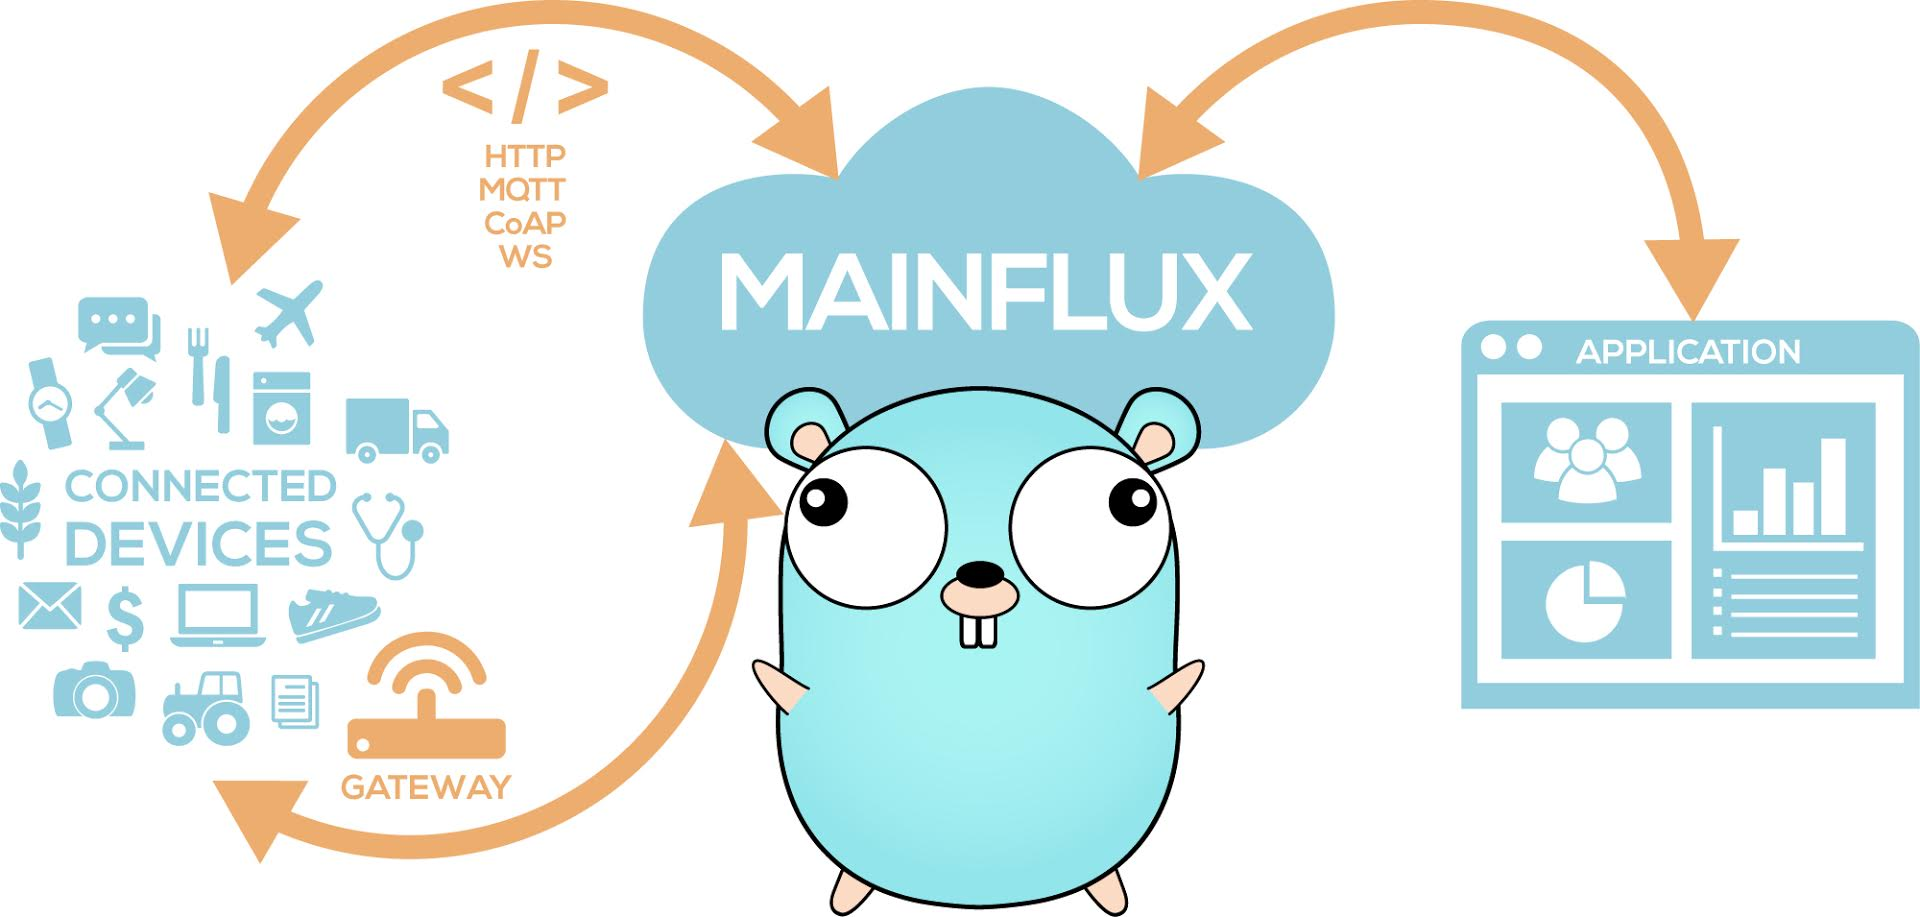 </>
HTTP
MQTT
CoAP
WS
MAINFLUX
APPLICATION
CONNECTED
DEVICES
$
GATEWAY